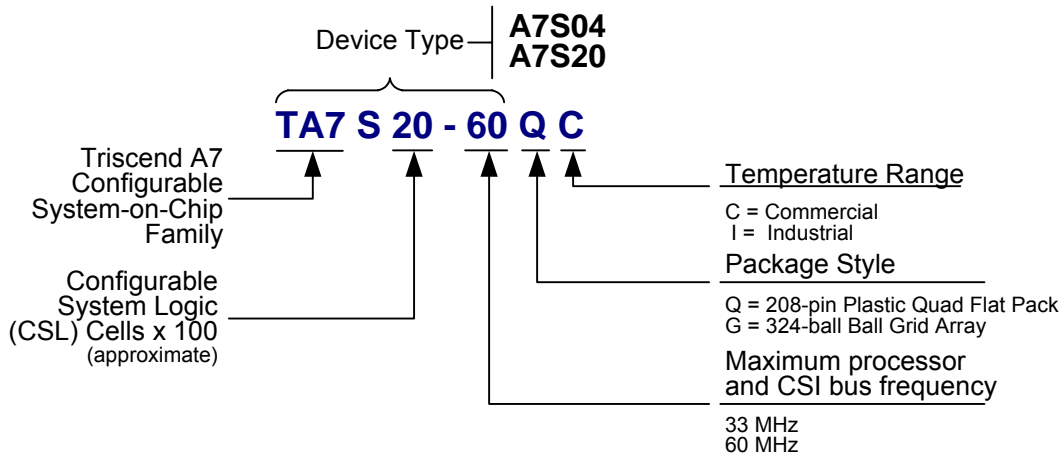 Device Type
A7S04
A7S20
TA7 S 20 - 60 Q C
Triscend A7
Configurable
System-on-Chip
Family
Configurable
System Logic
(CSL) Cells x 100
(approximate)
Temperature Range
C = Commercial
I = Industrial
Package Style
Q = 208-pin Plastic Quad Flat Pack
G = 324-ball Ball Grid Array
Maximum processor
and CSI bus frequency
33 MHz
60 MHz